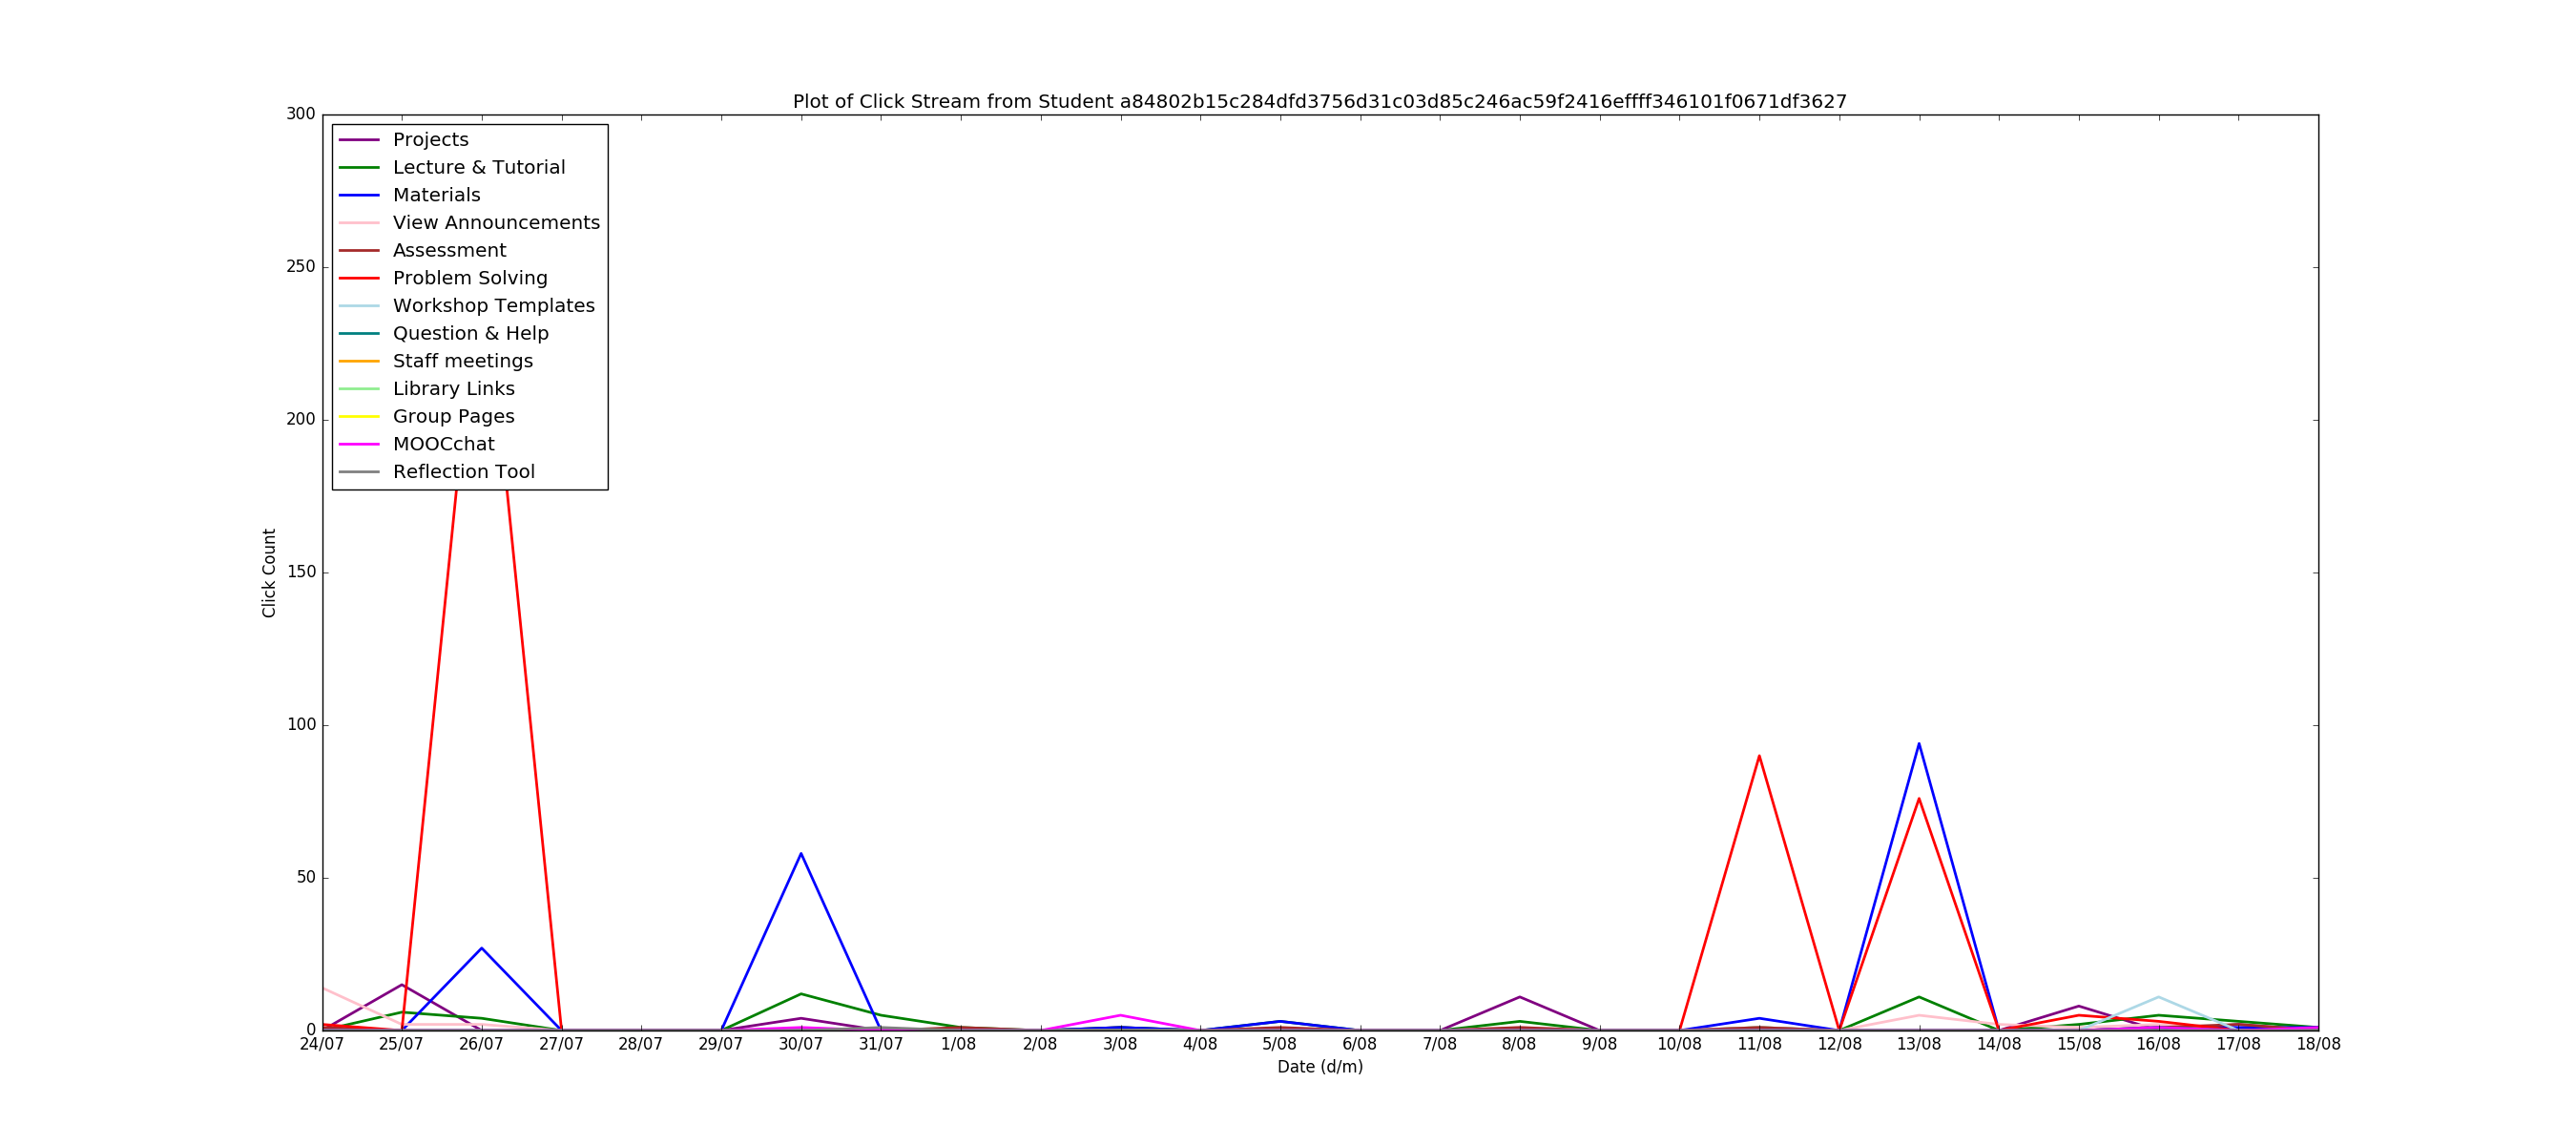 Plot of Click Stream from Student a84802b15c284dfd3756d31c03d85c246ac59f2416effff346101f0671df3627
300
250
200
150
100
50
0
Click Count
Projects
Lecture & Tutorial
Materials
View Announcements
Assessment
Problem Solving
Workshop Templates
Question & Help
Staff meetings
Library Links
Group Pages
MOOCchat
Reflection Tool
24/07 25/07 26/07 27/07 28/07 29/07 30/07 31/07 1/08 2/08 3/08 4/08 5/08 6/08 7/08 8/08 9/08 10/08 11/08 12/08 13/08 14/08 15/08 16/08 17/08 18/08
Date (d/m)